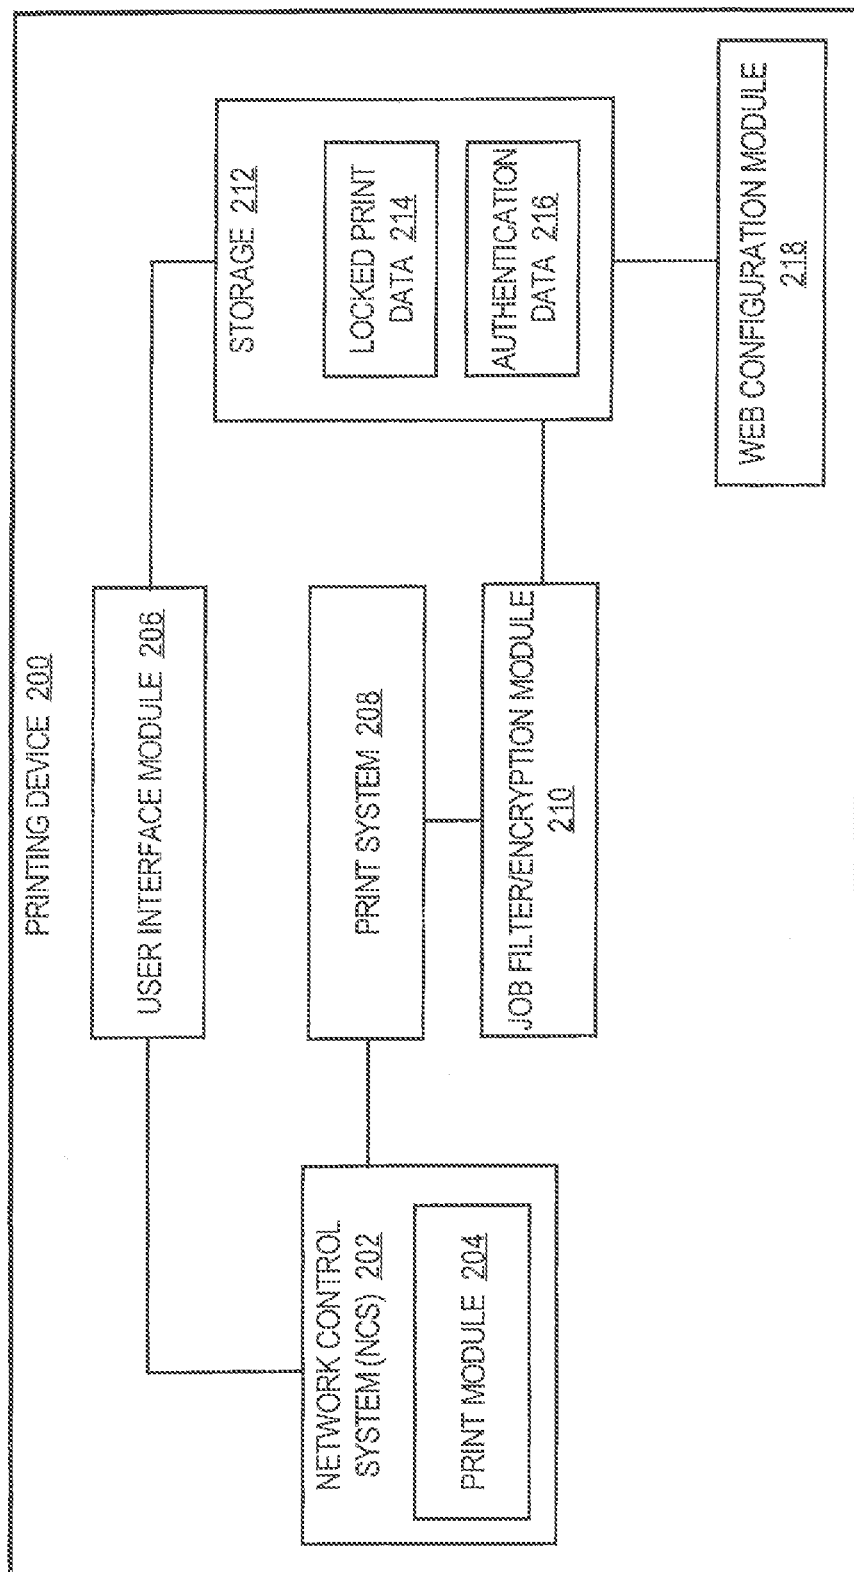 PRINTING DEVICE 200
USER INTERFACE MODULE 206
NETWORK CONTROL
SYSTEM (NCS) 202
PRINT MODULE 204
PRINT SYSTEM 208
JOB FILTER/ENCRYPTION MODULE
210
STORAGE 212
LOCKED PRINT
DATA 214
AUTHENTICATION
DATA 216
WEB CONFIGURATION MODULE
218